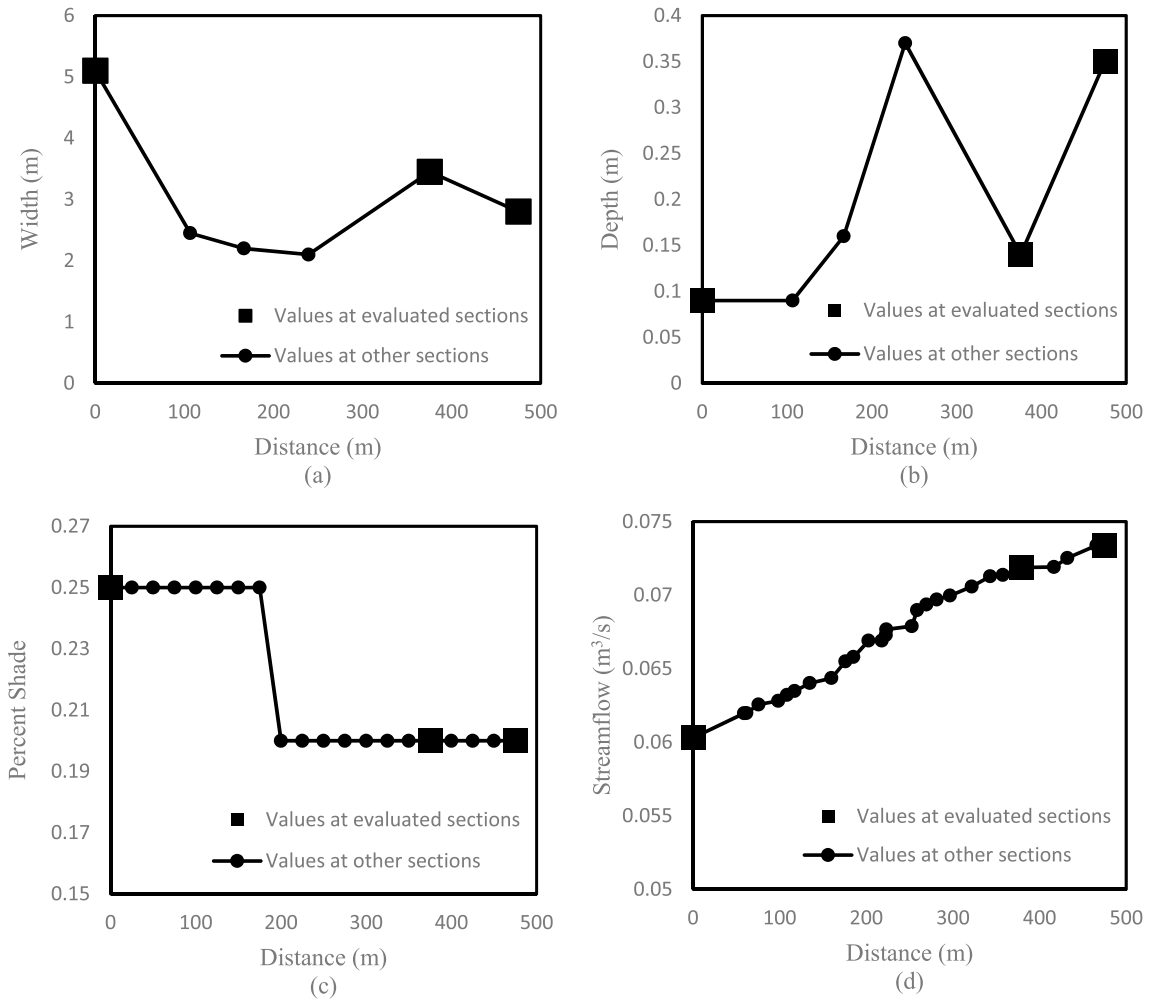 6
5
4
3
2
1
0
Width (m)
Values at evaluated sections
Values at other sections
0 100 200 300 400 500
Distance (m)
(a)
0.4
0.35
0.3
0.25
0.2
0.15
0.1
0.05
0
Depth (m)
Values at evaluated sections
Values at other sections
0 100 200 300 400 500
Distance (m)
(b)
0.27
0.25
0.23
0.21
0.19
0.17
0.15
Percent Shade
Values at evaluated sections
Values at other sections
0 100 200 300 400 500
Distance (m)
(c)
0.075
0.07
0.065
0.06
0.055
0.05
Streamflow (m³/s)
Values at evaluated sections
Values at other sections
0 100 200 300 400 500
Distance (m)
(d)